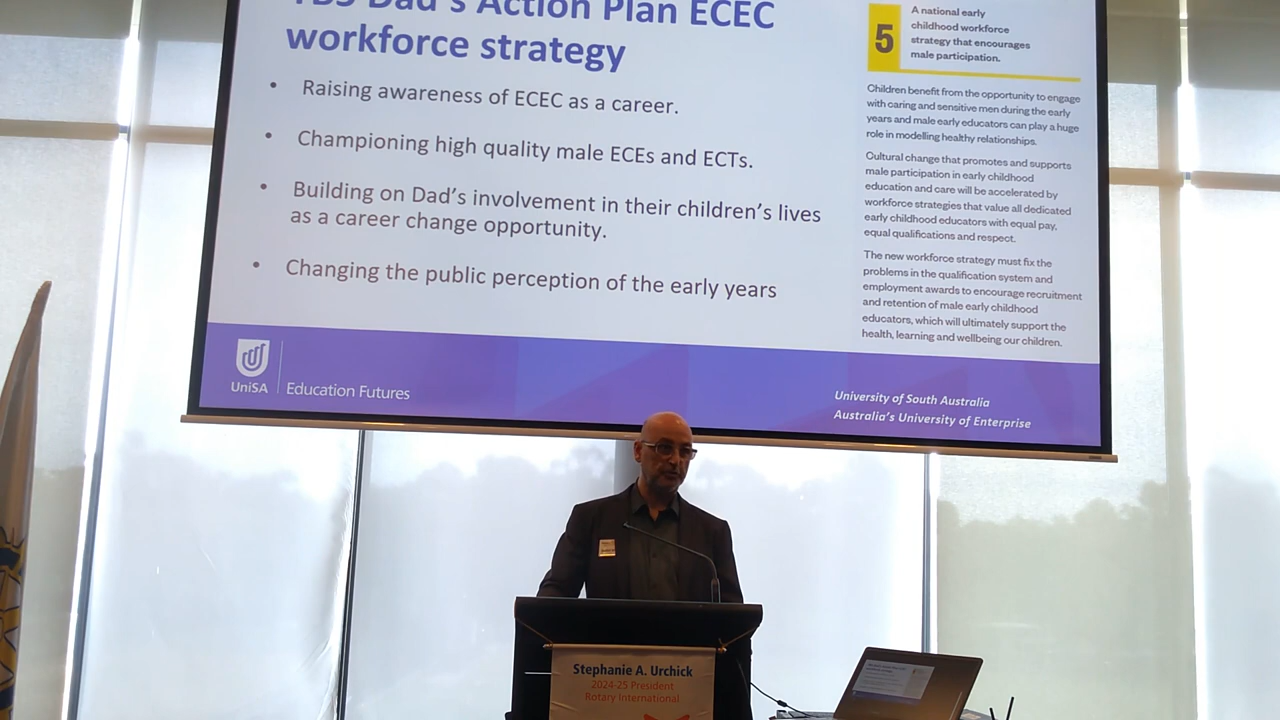 Dad's Action Plan ECEC
workforce strategy
• Raising awareness of ECEC as a career.
• Championing high quality male ECEs and ECTs.
• Building on Dad's involvement in their children's lives
as a career change opportunity.
• Changing the public perception of the early years
5
A national early
childhood workforce
strategy that encourages
male participation.
Children benefit from the opportunity to engage
with caring and sensitive men during the early
years and male early educators can play a huge
role in modelling healthy relationships.
Cultural change that promotes and supports
male participation in early childhood
education and care will be accelerated by
workforce strategies that value all dedicated
early childhood educators with equal pay,
equal qualifications and respect.
The new workforce strategy must fix the
problems in the qualification system and
employment awards to encourage recruitment
and retention of male early childhood
educators, which will ultimately support the
health, learning and wellbeing our children.
UniSA
Education Futures
University of South Australia
Australia's University of Enterprise
Stephanie A. Urchick
2024-25 President
Rotary International